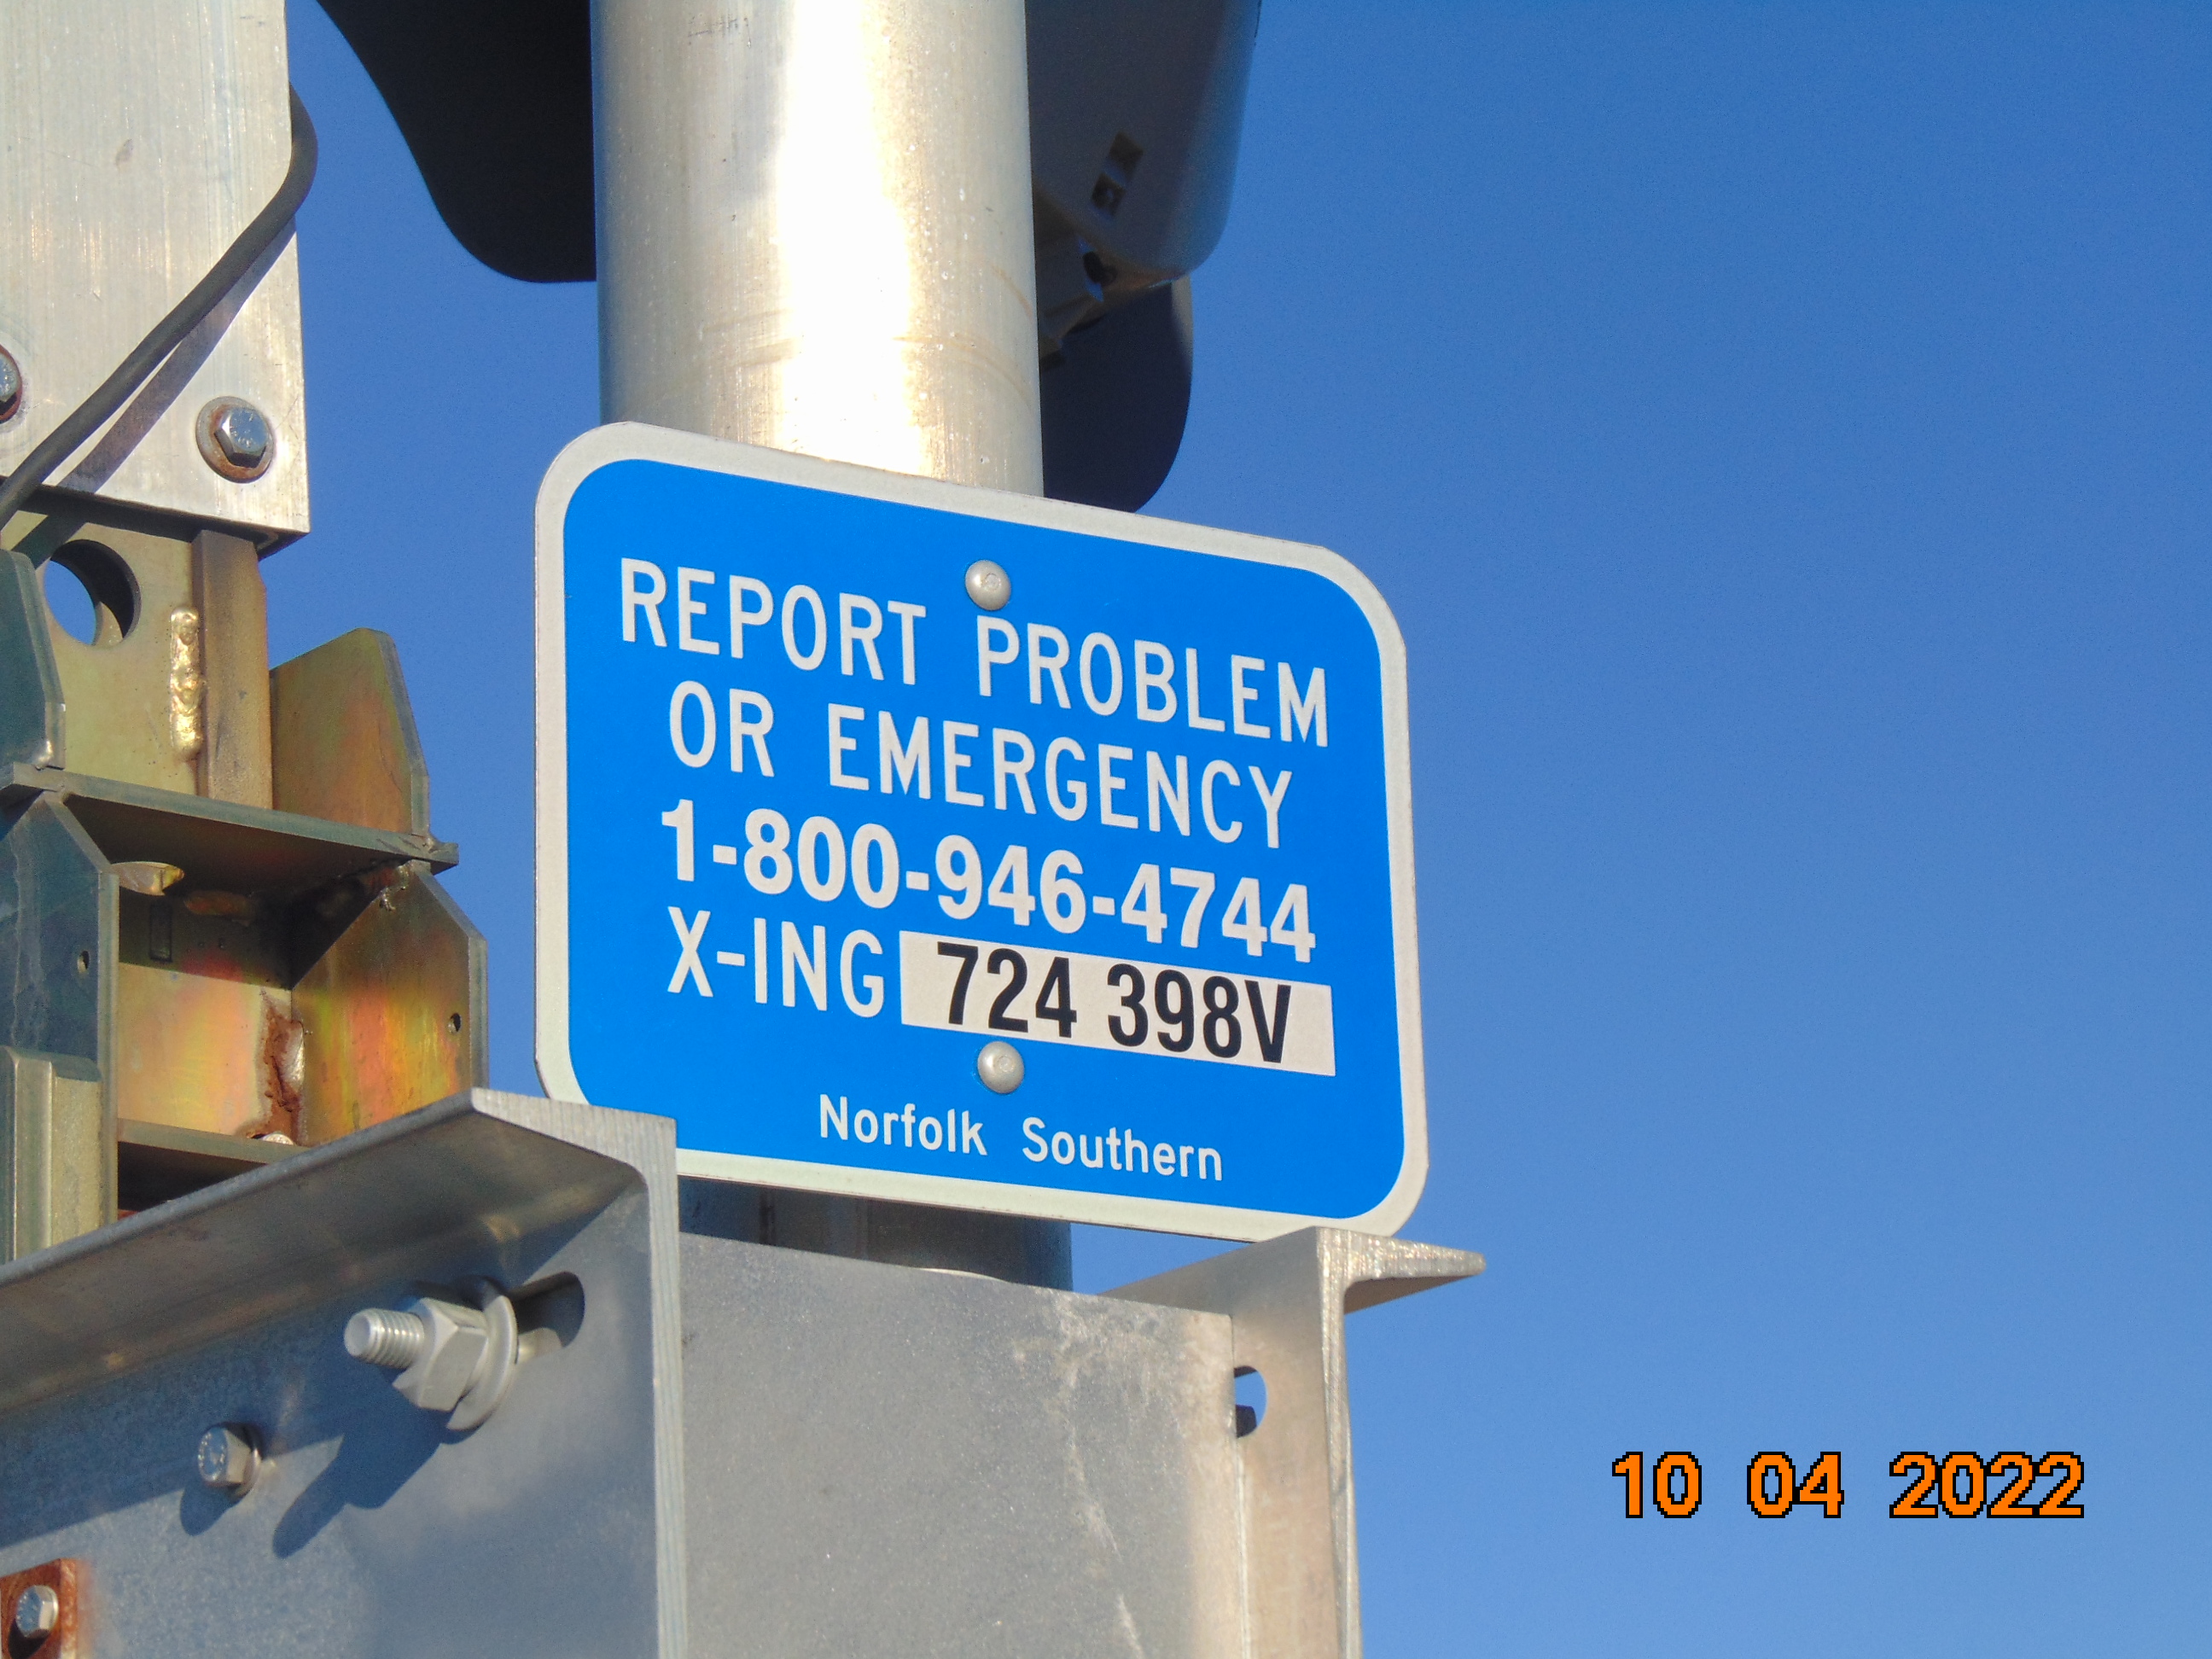 REPORT PROBLEM
OR EMERGENCY
1-800-946-4744
X-ING 724 398V
Norfolk Southern
10 04 2022